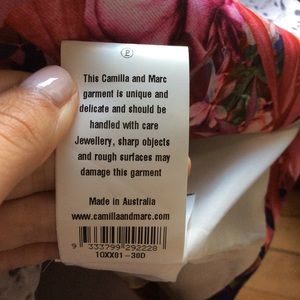 P
This Camilla and Marc
garment is unique and
delicate and should be
handled with care
Jewellery, sharp objects
and rough surfaces may
damage this garment
Made in Australia
www.camillaandmarc.com
9 333799 292228
1OXX01-30D